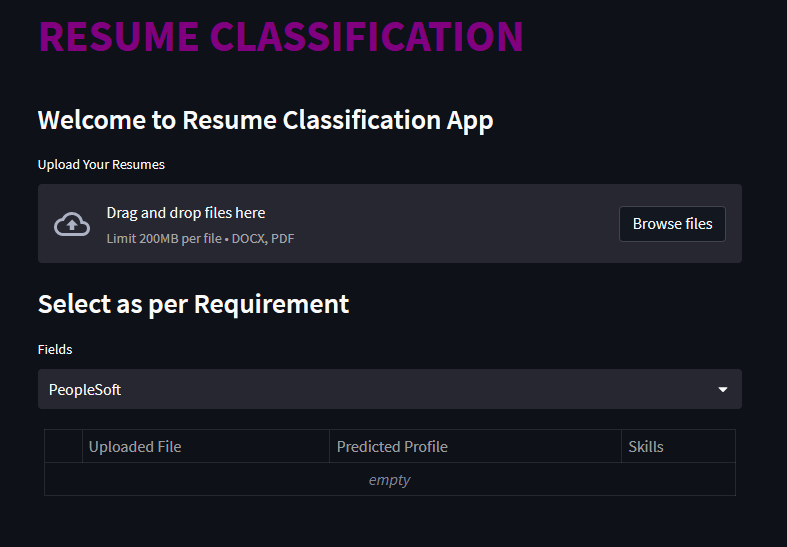 RESUME CLASSIFICATION
Welcome to Resume Classification App
Upload Your Resumes
Drag and drop files here
Limit 200MB per file • DOCX, PDF
Browse files
Select as per Requirement
Fields
PeopleSoft
Uploaded File Predicted Profile Skills
empty